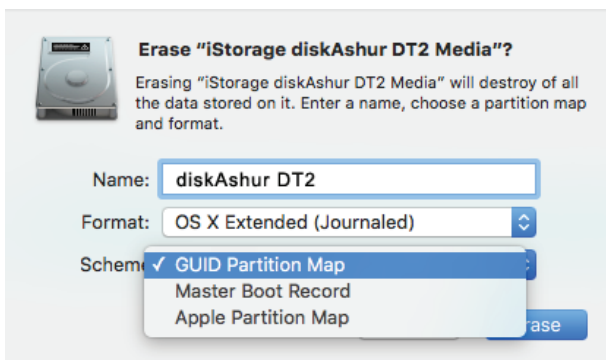 Erase “iStorage diskAshur DT2 Media”?
Erasing “iStorage diskAshur DT2 Media” will destroy of all
the data stored on it. Enter a name, choose a partition map
and format.
Name: diskAshur DT2
Format: OS X Extended (Journaled)
Scheme ✓ GUID Partition Map
Master Boot Record
Apple Partition Map
rase